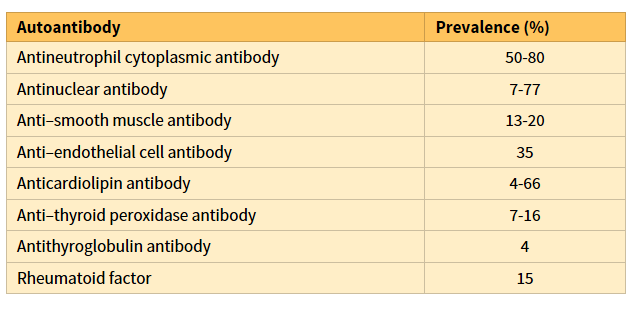 Autoantibody Prevalence (%)
Antineutrophil cytoplasmic antibody 50-80
Antinuclear antibody 7-77
Anti–smooth muscle antibody 13-20
Anti–endothelial cell antibody 35
Anticardiolipin antibody 4-66
Anti–thyroid peroxidase antibody 7-16
Antithyroglobulin antibody 4
Rheumatoid factor 15